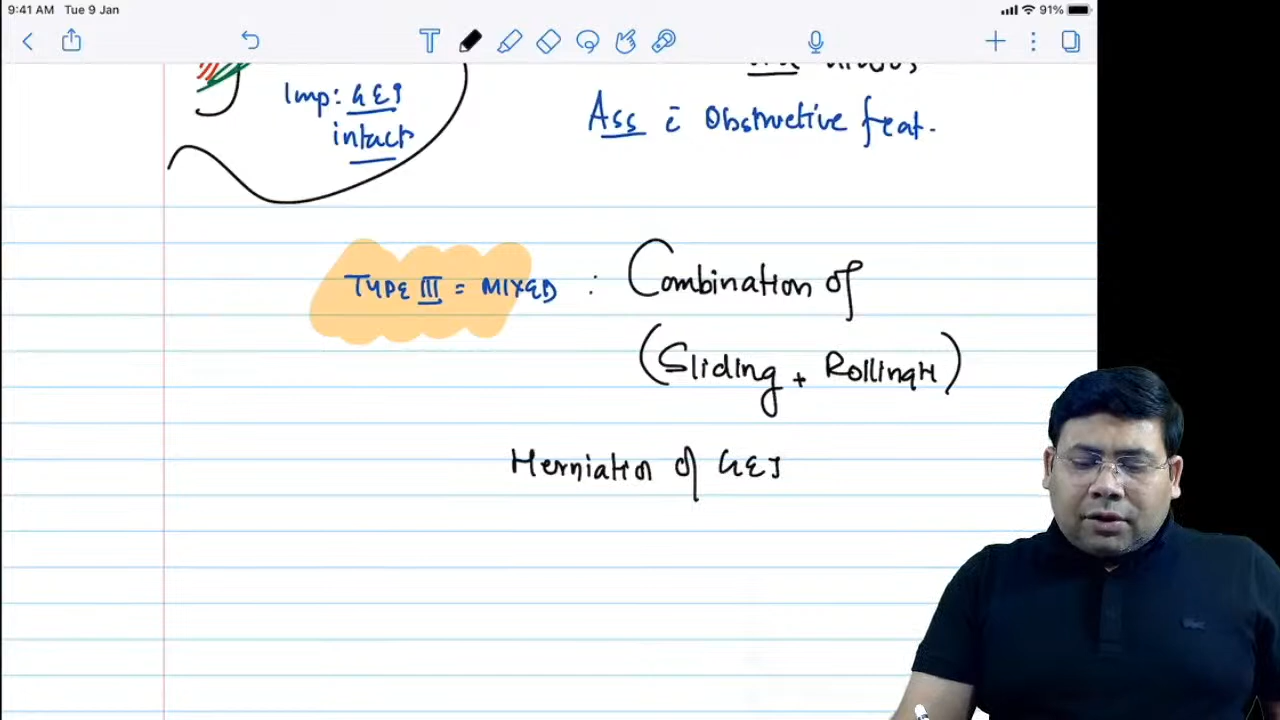 9:41 AM Tue 9 Jan
91%
Imp: GEJ
intact
Ass c Obstructive feat.
TYPE III = MIXED : Combination of
(Sliding + Rolling H)
Herniation of GEJ